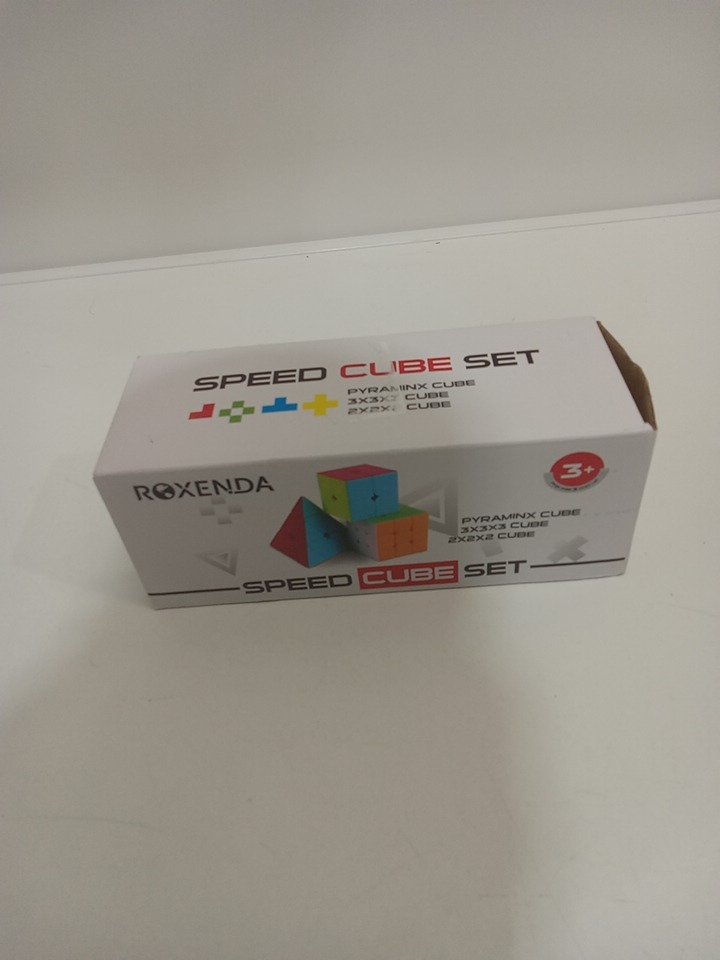 SPEED CUBE SET
PYRAMINX CUBE
3X3X3 CUBE
2X2X2 CUBE
ROXENDA
3+
PYRAMINX CUBE
3X3X3 CUBE
2X2X2 CUBE
SPEED CUBE SET